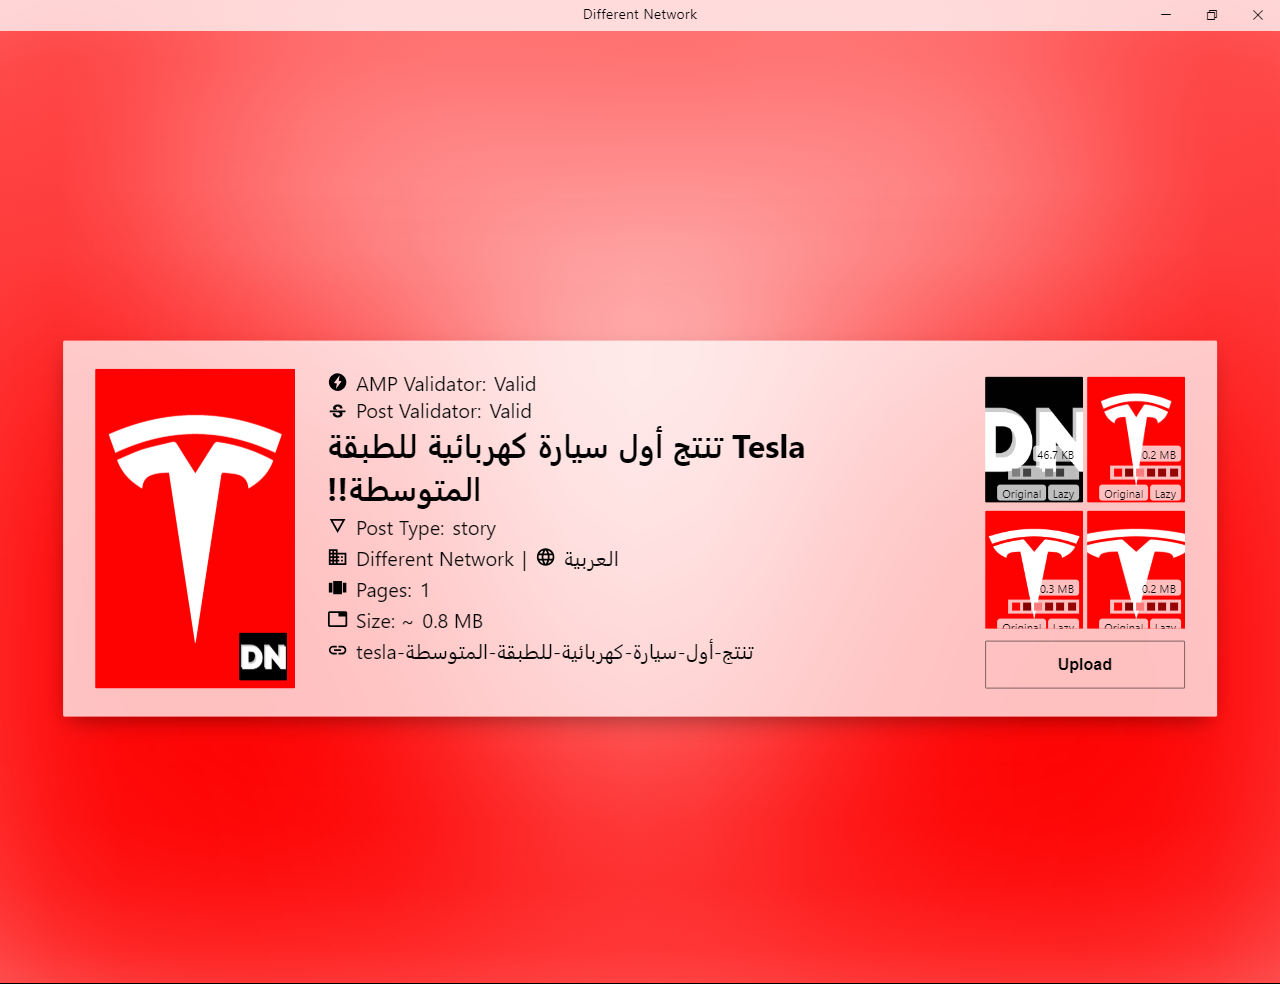 Different Network
AMP Validator: Valid
Post Validator: Valid
Tesla تنتج أول سيارة كهربائية للطبقة
المتوسطة!!
Post Type: story
Different Network | العربية
Pages: 1
Size: ~ 0.8 MB
tesla-تنتج-أول-سيارة-كهربائية-للطبقة-المتوسطة
DN
DN
46.7 KB
Original Lazy
0.2 MB
Original Lazy
0.3 MB
Original Lazy
0.2 MB
Original Lazy
Upload